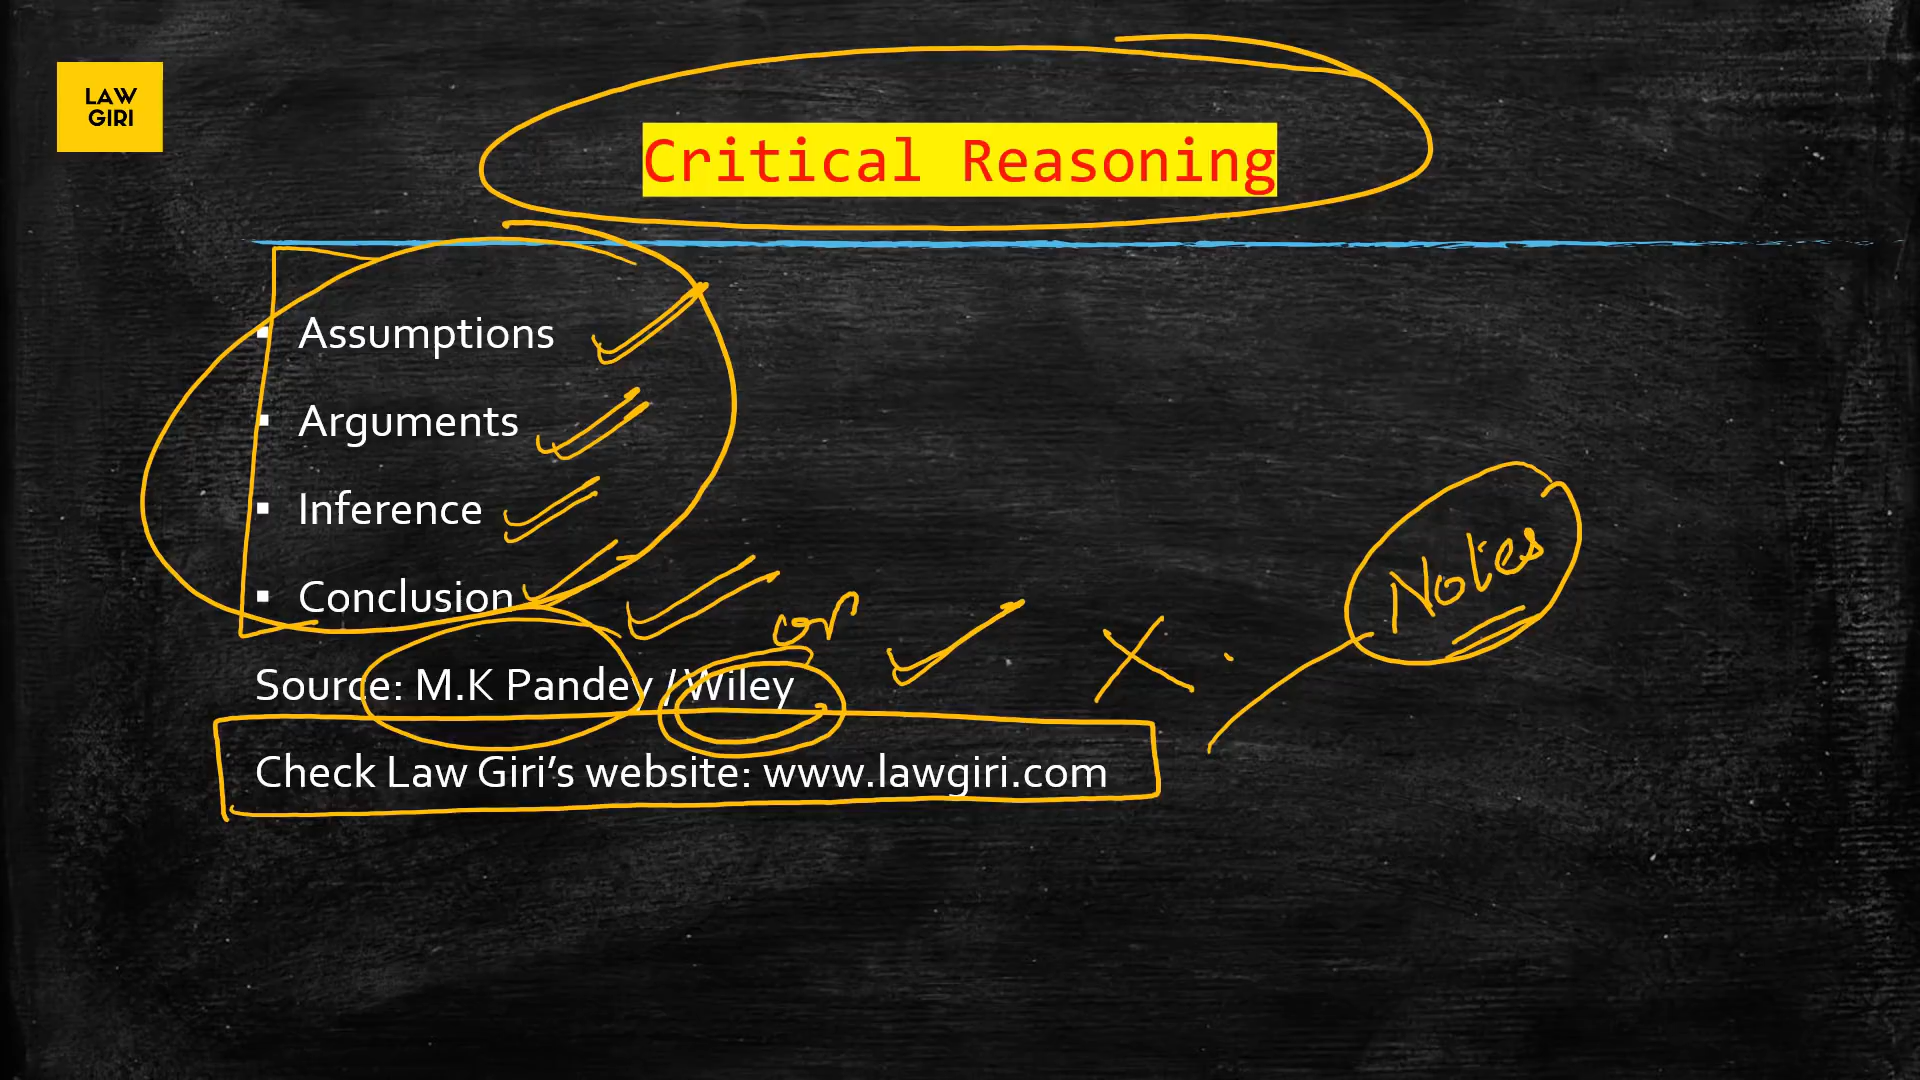 LAW
GIRI
Critical Reasoning
▪ Assumptions
▪ Arguments
▪ Inference
▪ Conclusion
or
Notes
Source: M.K Pandey / Wiley
Check Law Giri’s website: www.lawgiri.com